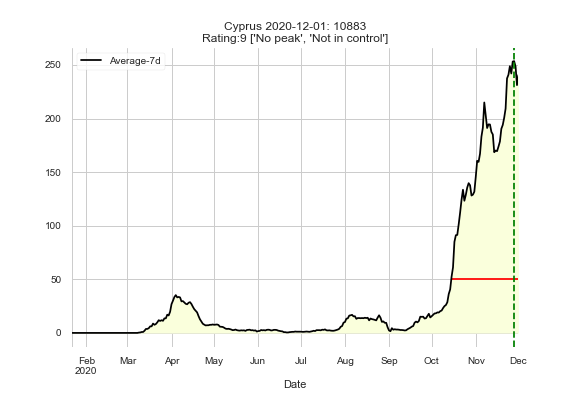 Cyprus 2020-12-01: 10883
Rating:9 ['No peak', 'Not in control']
Average-7d
250
200
150
100
50
0
Feb Mar Apr May Jun Jul Aug Sep Oct Nov Dec
2020
Date